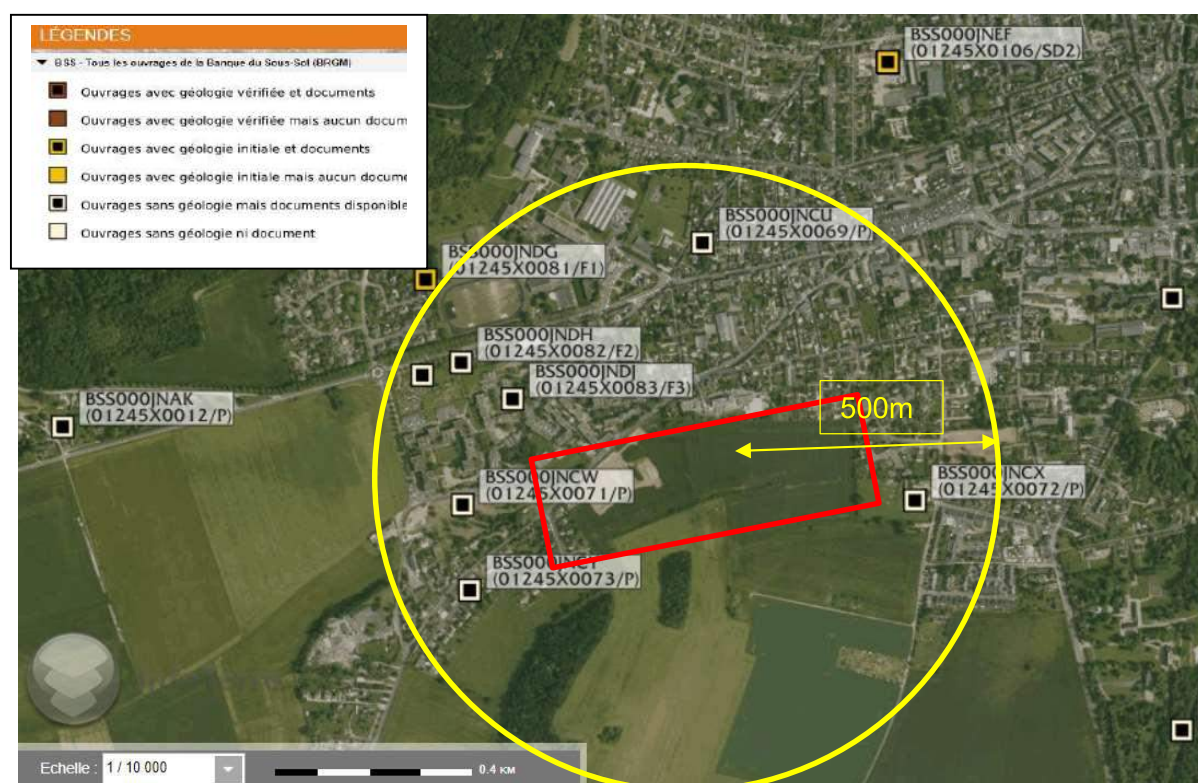 LÉGENDES
BSS - Tous les ouvrages de la Banque du Sous-Sol (BRGM)
Ouvrages avec géologie vérifiée et documents
Ouvrages avec géologie vérifiée mais aucun docum
Ouvrages avec géologie initiale et documents
Ouvrages avec géologie initiale mais aucun docume
Ouvrages sans géologie mais documents disponible
Ouvrages sans géologie ni document
BSS000JNEF
(01245X0106/SD2)
BSS000JNCU
(01245X0069/P)
BSS000JNDG
(01245X0081/F1)
BSS000JNDH
(01245X0082/F2)
BSS000JNDJ
(01245X0083/F3)
BSS000JNAK
(01245X0012/P)
500m
BSS000JNCW
(01245X0071/P)
BSS000JNCX
(01245X0072/P)
(01245X0073/P)
Echelle : 1 / 10 000
0.4 KM